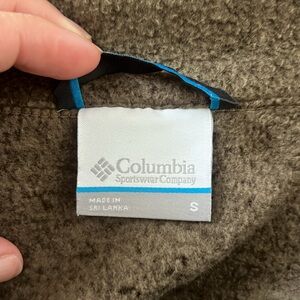 Columbia
Sportswear Company
MADE IN
SRI LANKA
S